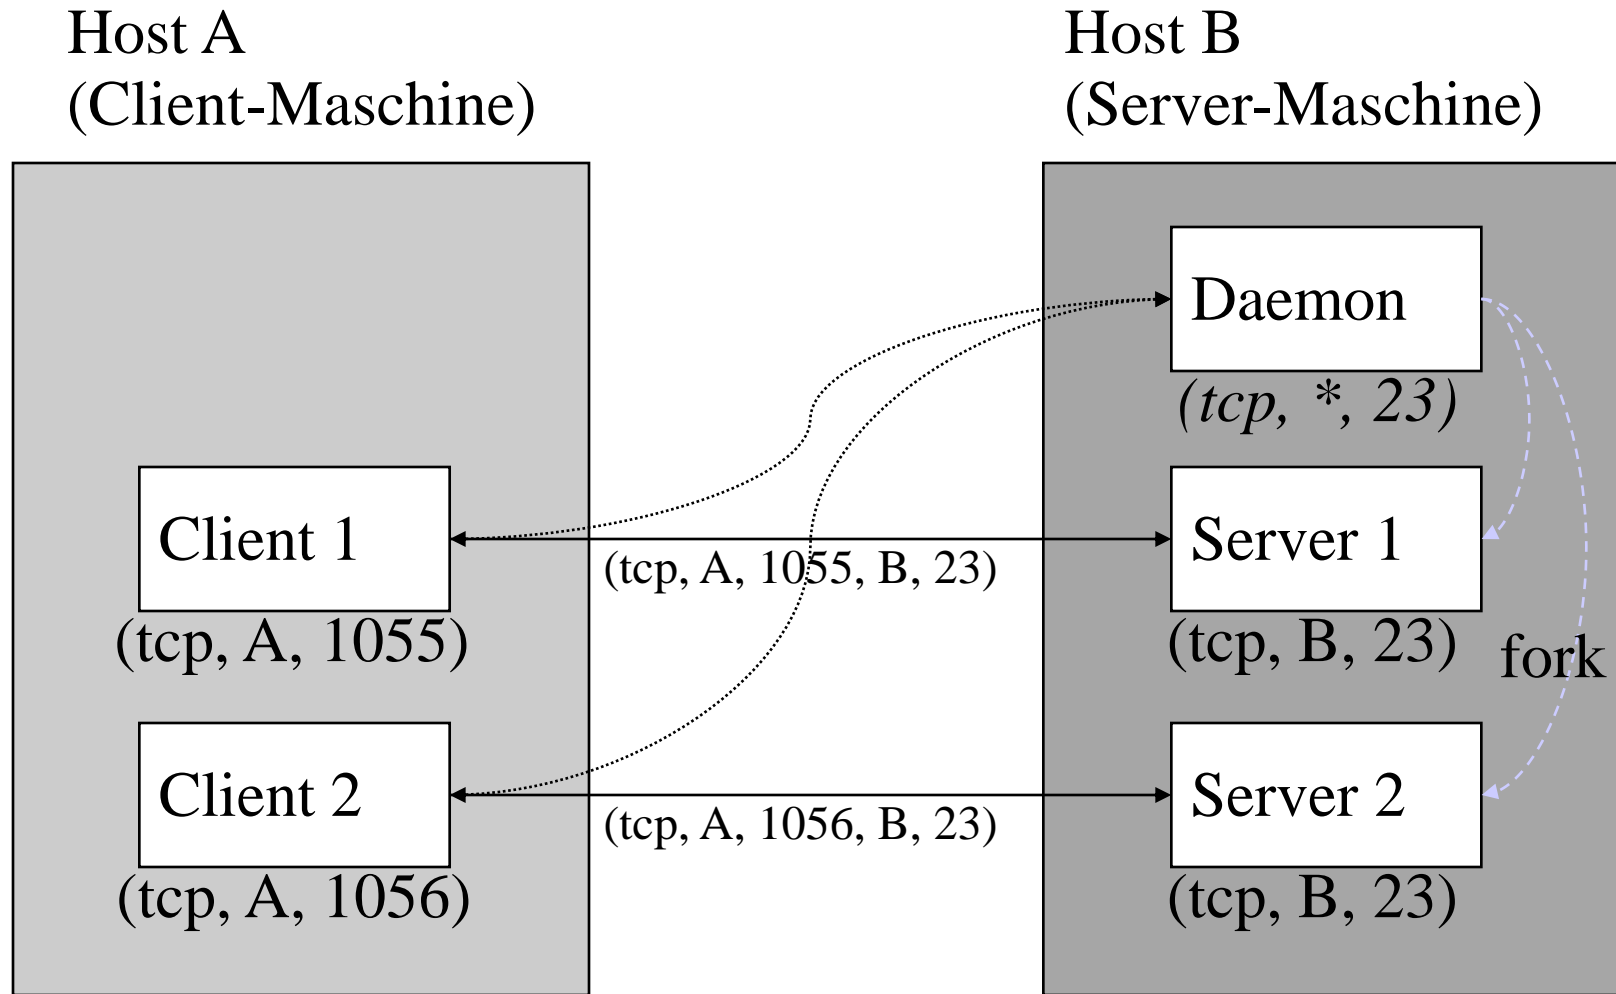 Host A
(Client-Maschine)
Host B
(Server-Maschine)
Daemon
(tcp, *, 23)
Client 1
(tcp, A, 1055)
(tcp, A, 1055, B, 23)
Server 1
(tcp, B, 23)
fork
Client 2
(tcp, A, 1056)
(tcp, A, 1056, B, 23)
Server 2
(tcp, B, 23)